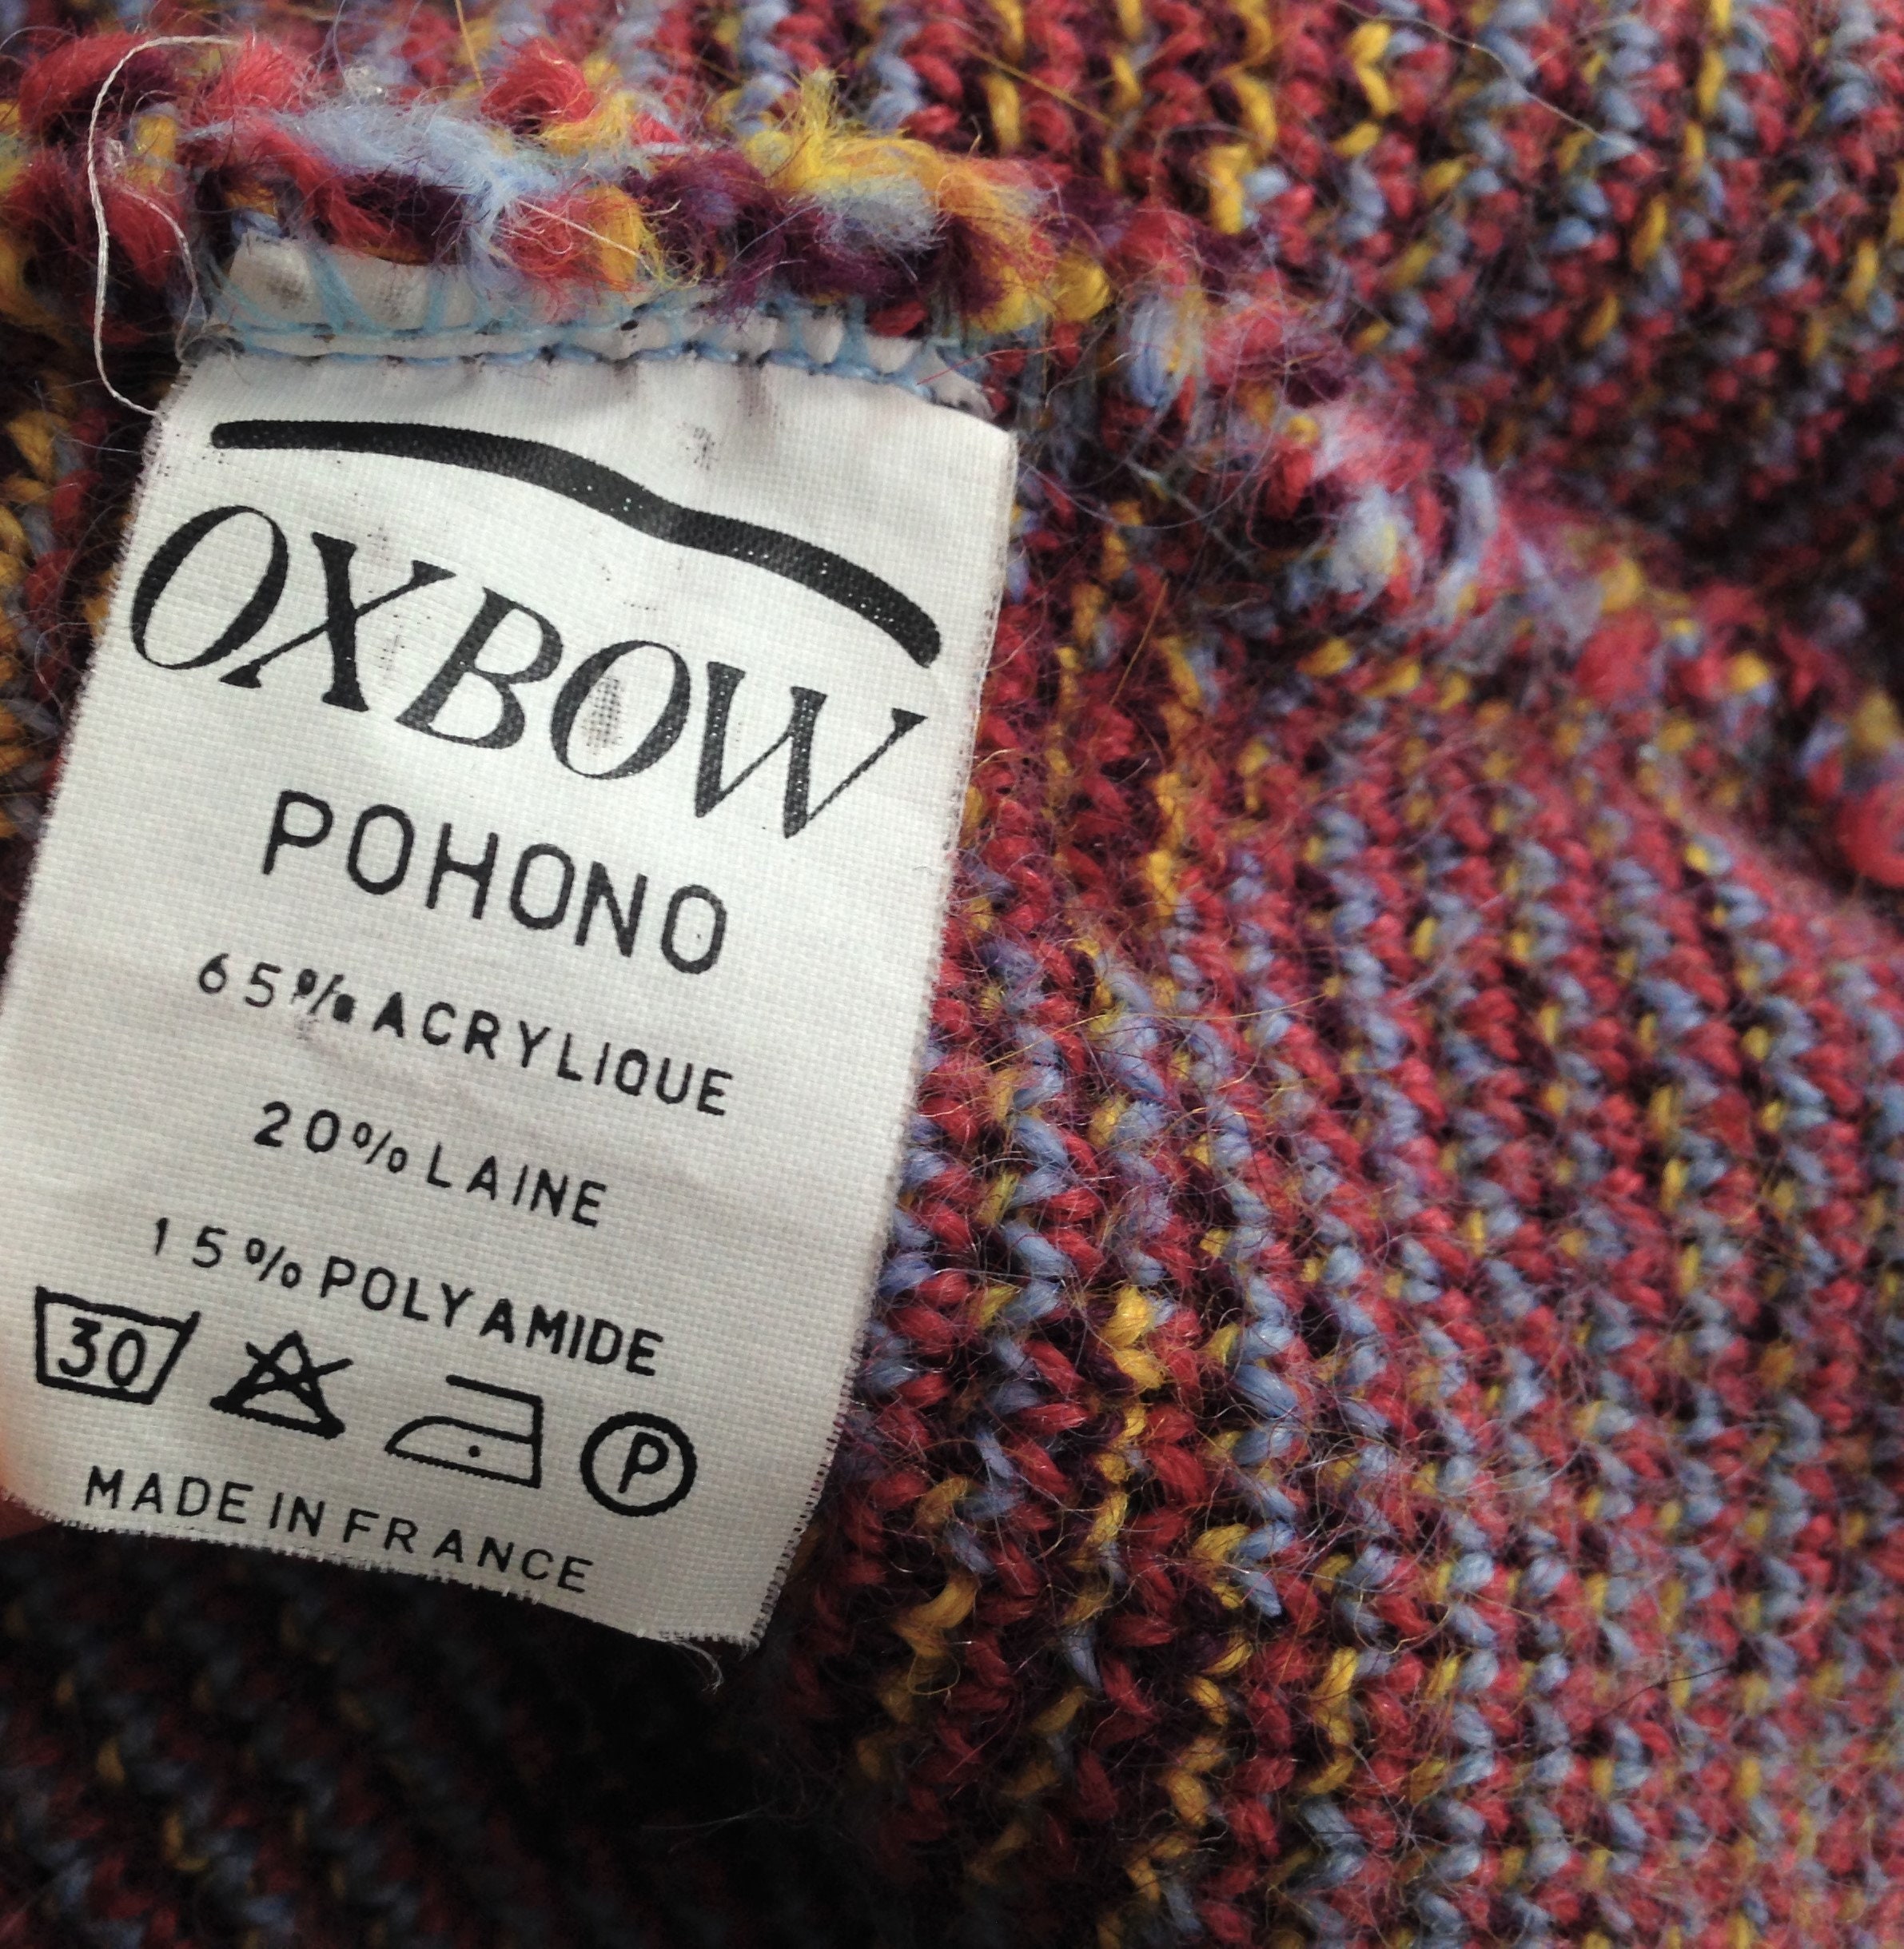 OXBOW
POHONO
65% ACRYLIQUE
20% LAINE
15% POLYAMIDE
30 P
MADE IN FRANCE